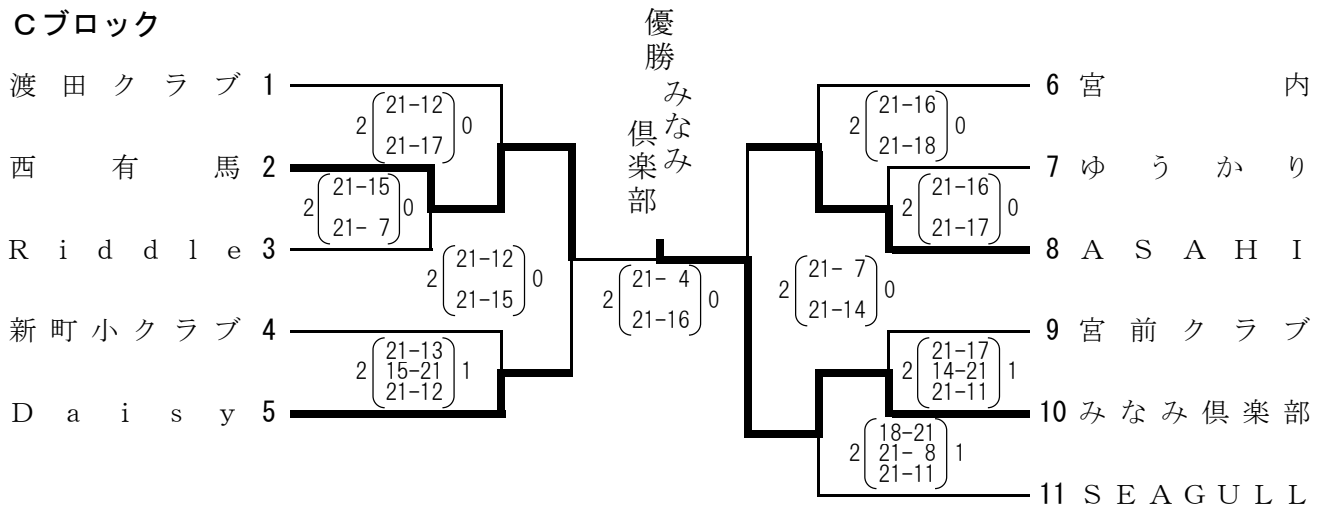 Cブロック
優勝 みなみ倶楽部
渡田クラブ 1
2 21-12 0
21-17
西有馬 2
2 21-15 0
21- 7
Riddle 3
2 21-12 0
21-15
新町小クラブ 4
2 21-13 1
15-21
21-12
Daisy 5
2 21- 4 0
21-16
6 宮内
2 21-16 0
21-18
7 ゆうかり
2 21-16 0
21-17
8 ASAHI
2 21- 7 0
21-14
9 宮前クラブ
2 21-17 1
14-21
21-11
10 みなみ倶楽部
2 18-21 1
21- 8
21-11
11 SEAGULL